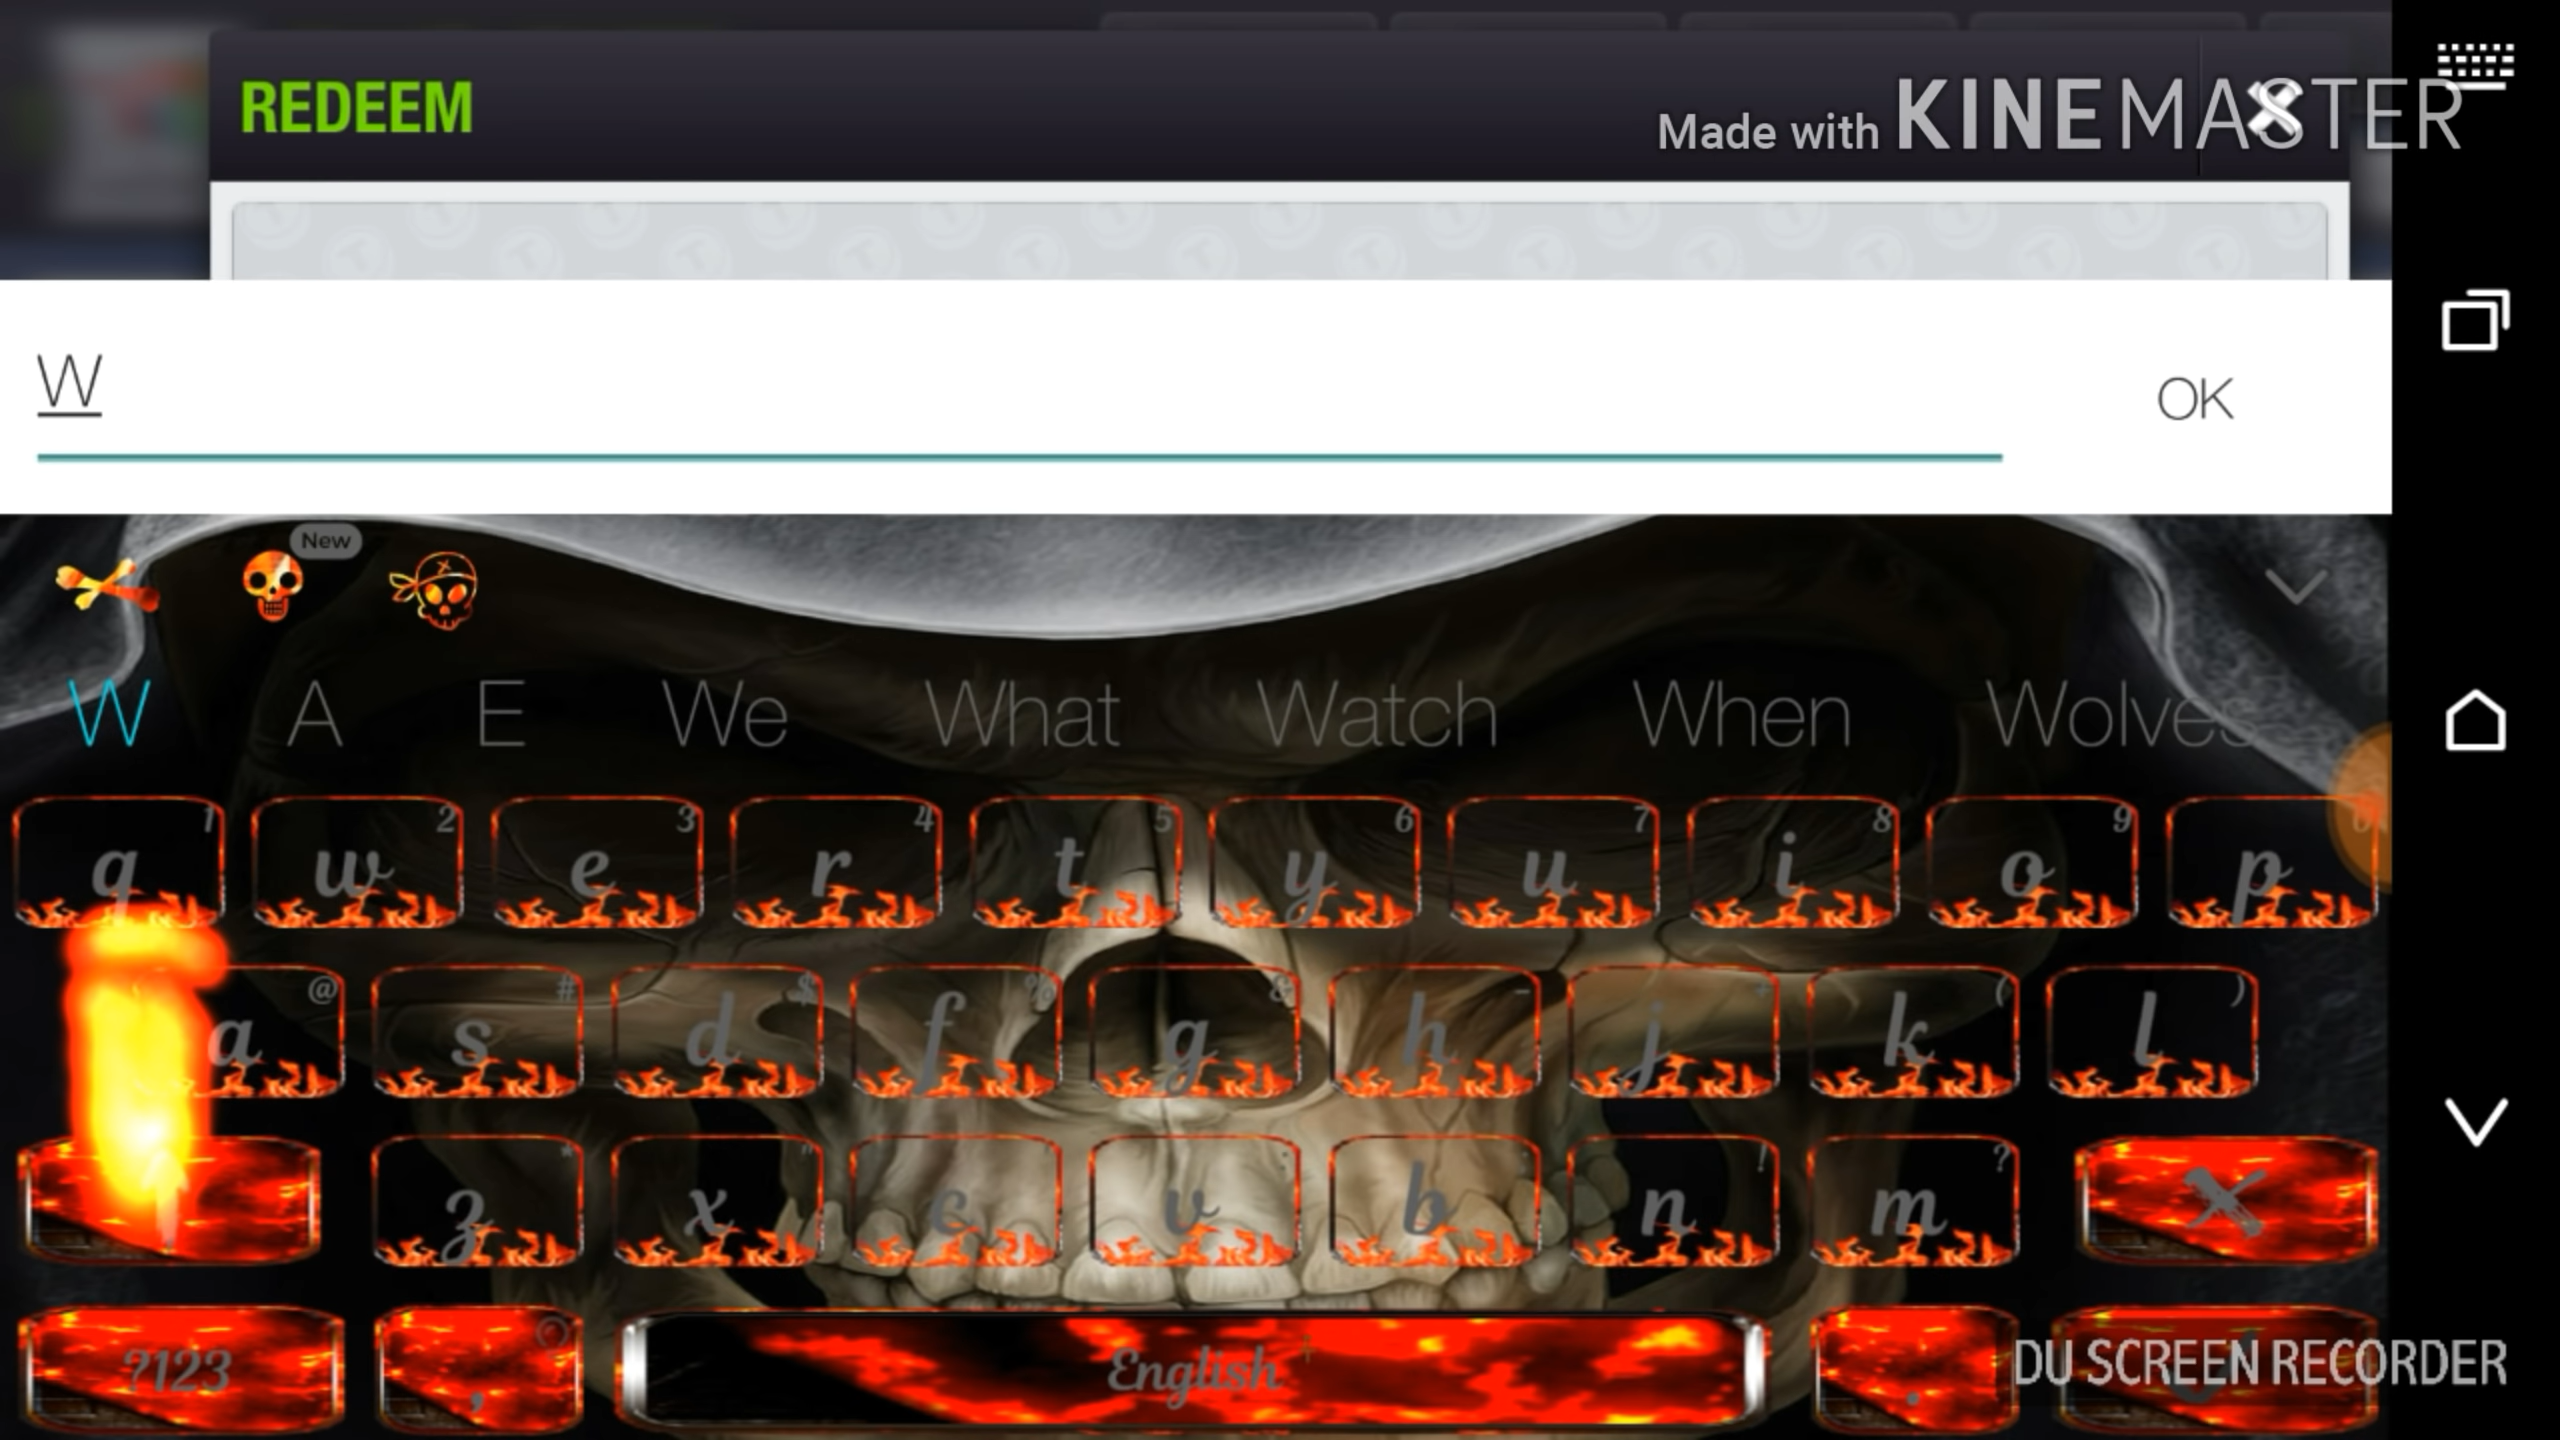 REDEEM
Made with KINEMASTER
W
OK
New
W A E We What Watch When Wolves
1 2 3 4 5 6 7 8 9
q w e r t y u i o p
@ # $ % & - + ( )
a s d f g h j k l
* " ' : ; ! ?
z x c v b n m
?123 , English .
DU SCREEN RECORDER